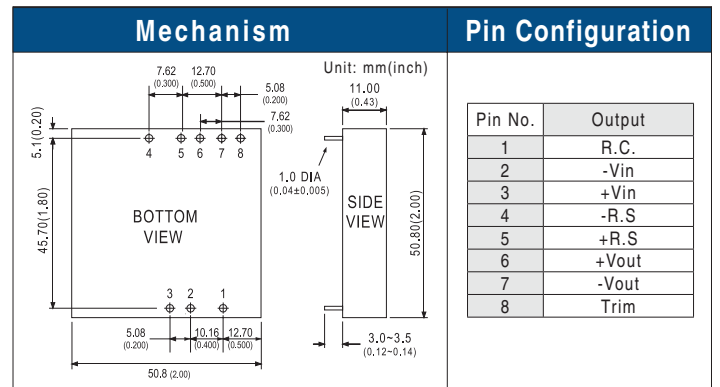 Mechanism
Pin Configuration
Unit: mm(inch)
7.62
(0.300)
12.70
(0.500)
5.08
(0.200)
7.62
(0.300)
11.00
(0.43)
5.1(0.20)
4 5 6 7 8
1.0 DIA
(0.04±0.005)
45.70(1.80)
BOTTOM
VIEW
SIDE
VIEW
50.80(2.00)
3 2 1
5.08
(0.200)
10.16
(0.400)
12.70
(0.500)
3.0~3.5
(0.12~0.14)
50.8 (2.00)
Pin No. Output
1 R.C.
2 -Vin
3 +Vin
4 -R.S
5 +R.S
6 +Vout
7 -Vout
8 Trim